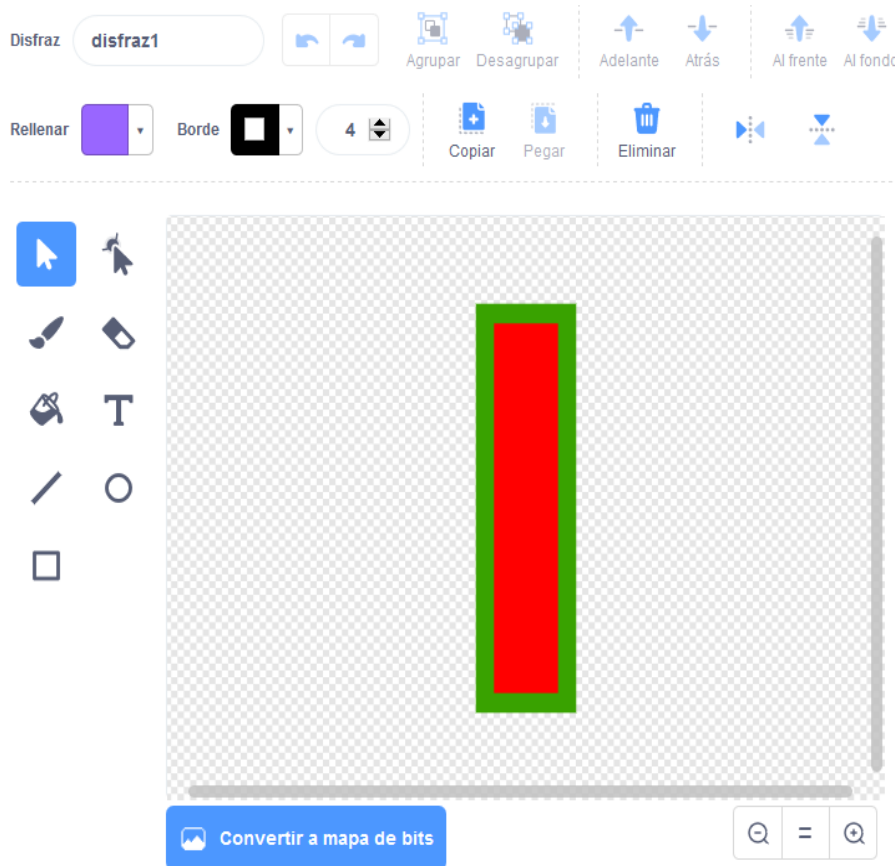 Disfraz disfraz1
Agrupar Desagrupar Adelante Atrás Al frente Al fondo
Rellenar Borde 4
Copiar Pegar Eliminar
T
Convertir a mapa de bits